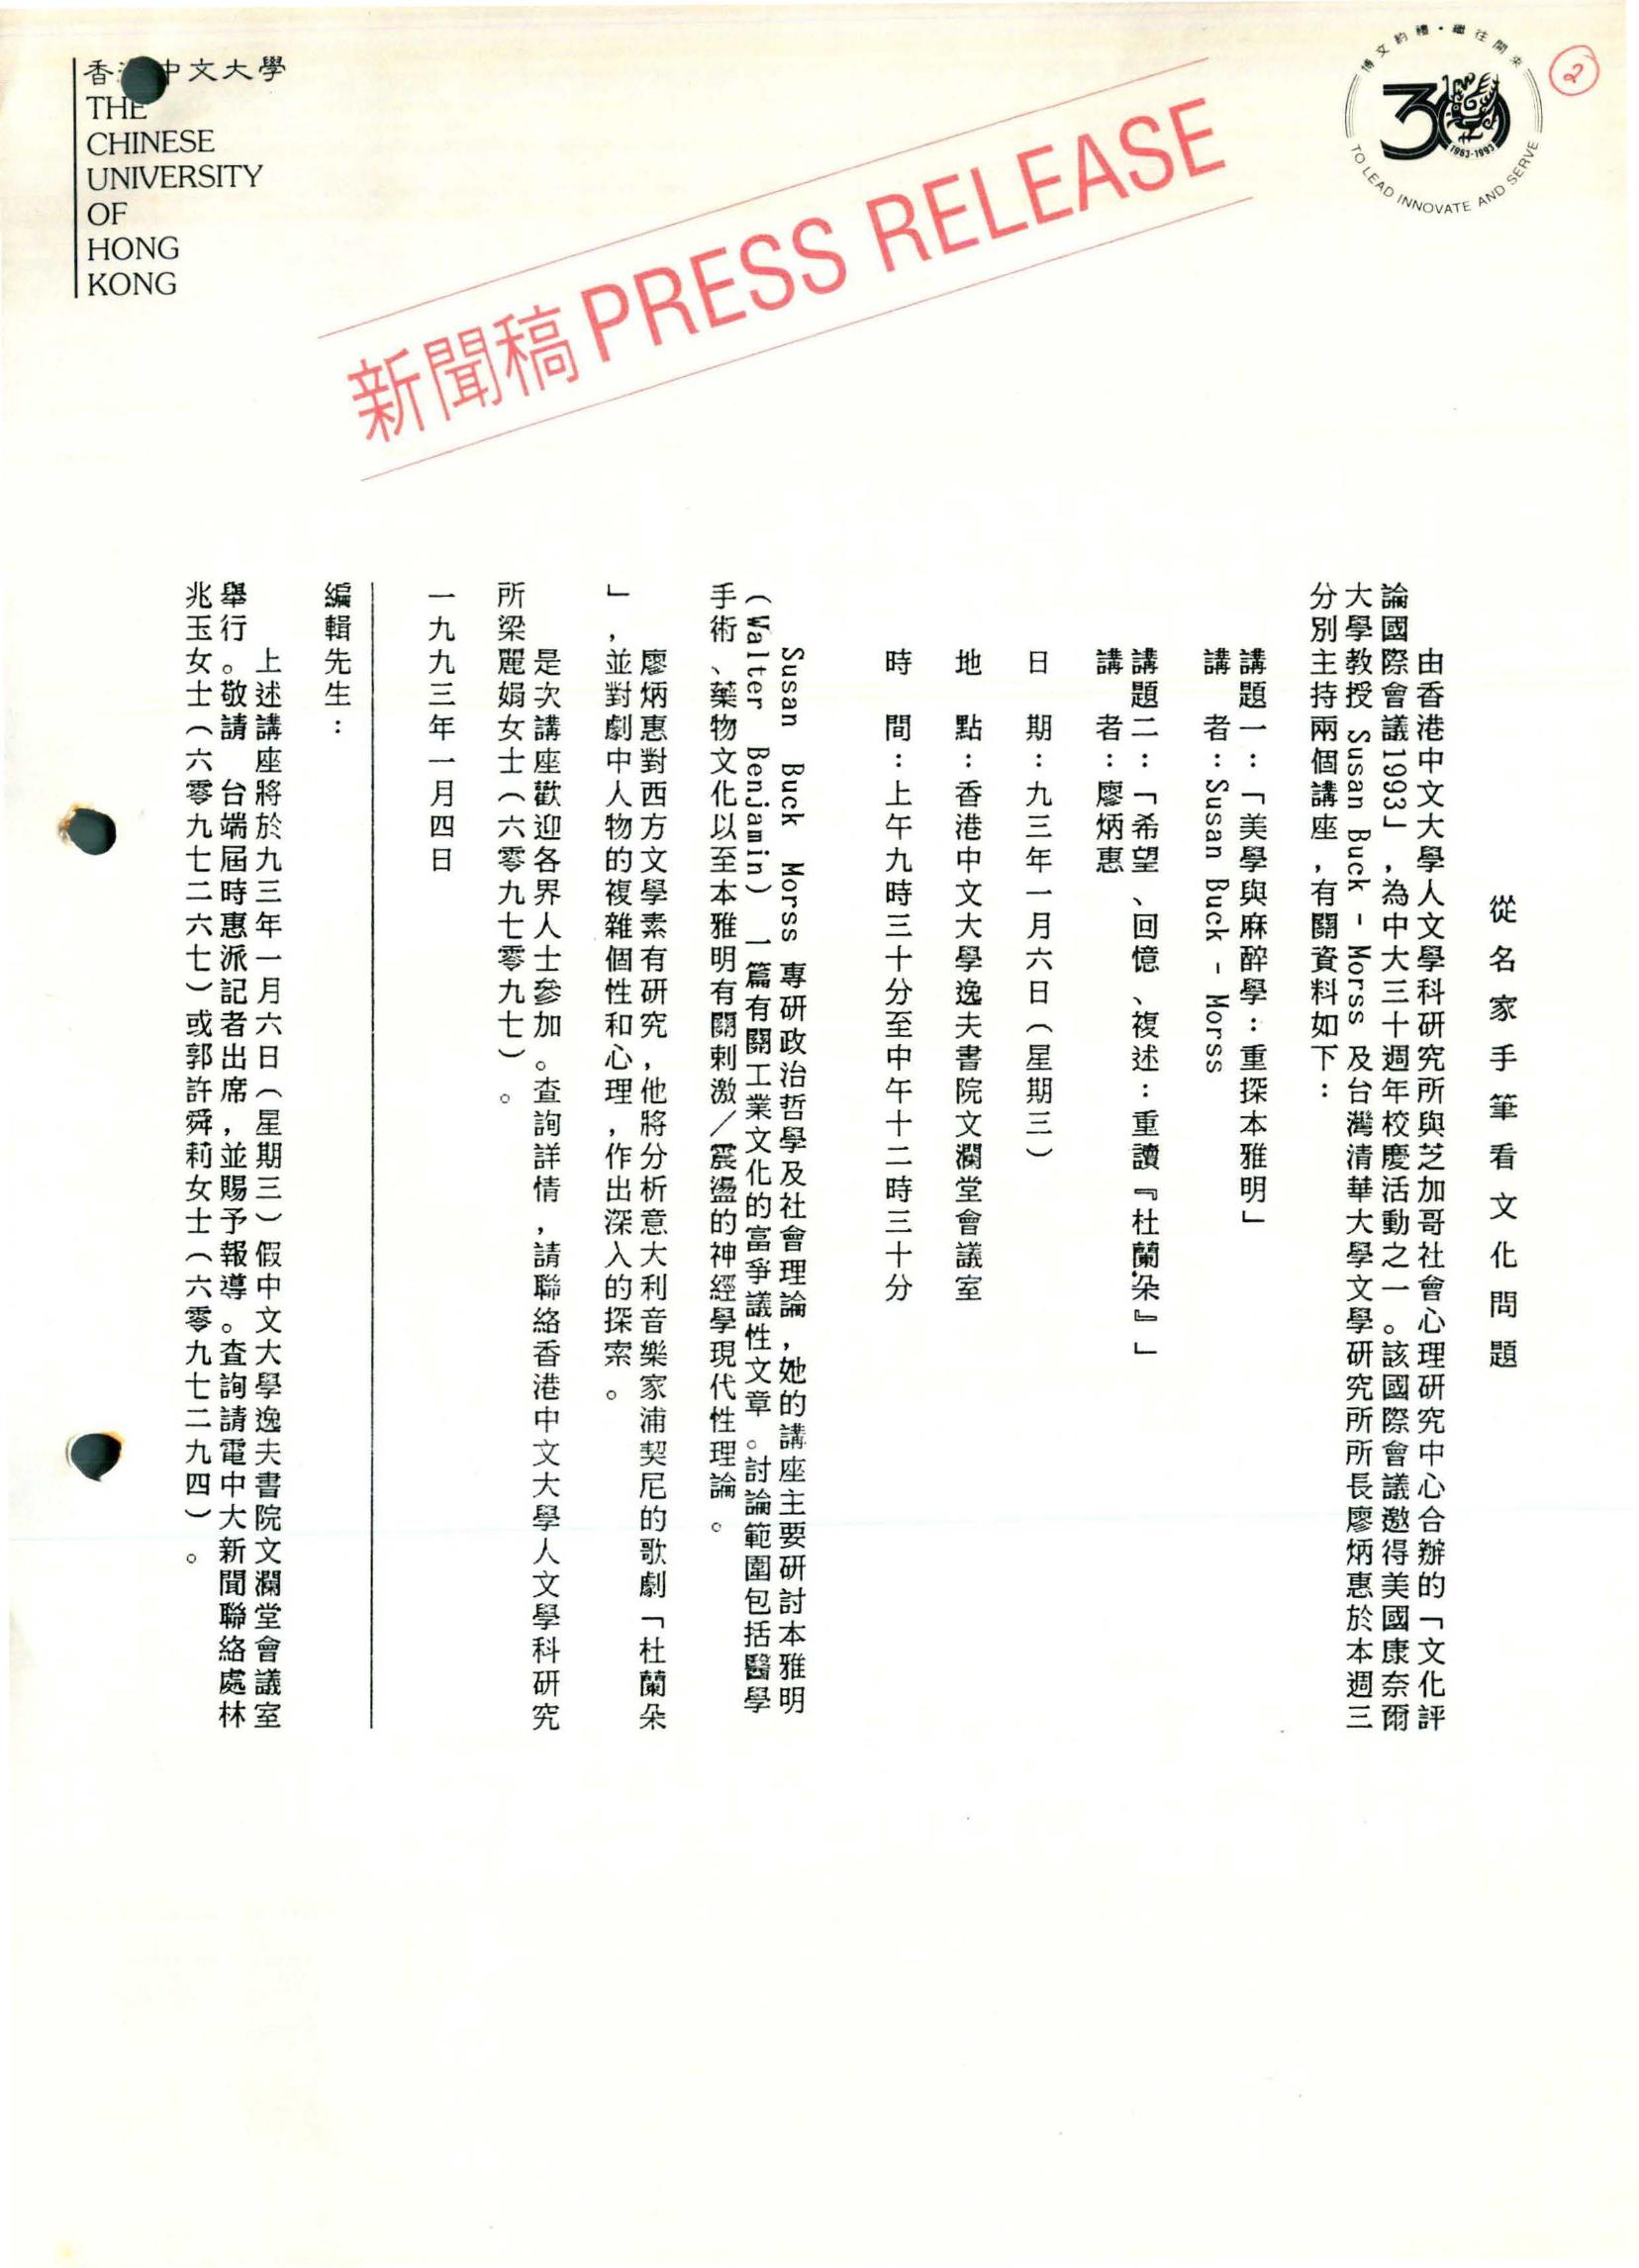 香港中文大學
THE
CHINESE
UNIVERSITY
OF
HONG
KONG
新聞稿 PRESS RELEASE
博文約禮・繼往開來
30
1963-1993
TO LEAD INNOVATE AND SERVE
2
從名家手筆看文化問題
由香港中文大學人文學科研究所與芝加哥社會心理研究中心合辦的「文化評
論國際會議1993」,為中大三十週年校慶活動之一。該國際會議邀得美國康奈爾
大學教授 Susan Buck - Morss 及台灣清華大學文學研究所所長廖炳惠於本週三
分別主持兩個講座,有關資料如下:
講題一:「美學與麻醉學:重探本雅明」
講 者:Susan Buck - Morss
講題二:「希望、回憶、複述:重讀『杜蘭朵』」
講 者:廖炳惠
日 期:九三年一月六日(星期三)
地 點:香港中文大學逸夫書院文瀾堂會議室
時 間:上午九時三十分至中午十二時三十分
Susan Buck Morss 專研政治哲學及社會理論,她的講座主要研討本雅明
(Walter Benjamin) 一篇有關工業文化的富爭議性文章。討論範圍包括醫學
手術、藥物文化以至本雅明有關刺激/震盪的神經學現代性理論。
廖炳惠對西方文學素有研究,他將分析意大利音樂家浦契尼的歌劇「杜蘭朵
」,並對劇中人物的複雜個性和心理,作出深入的探索。
是次講座歡迎各界人士參加。查詢詳情,請聯絡香港中文大學人文學科研究
所梁麗娟女士(六零九七零九七)。
一九九三年一月四日
編輯先生:
上述講座將於九三年一月六日(星期三)假中文大學逸夫書院文瀾堂會議室
舉行。敬請 台端屆時惠派記者出席,並賜予報導。查詢請電中大新聞聯絡處林
兆玉女士(六零九七二六七)或郭許舜莉女士(六零九七二九四)。